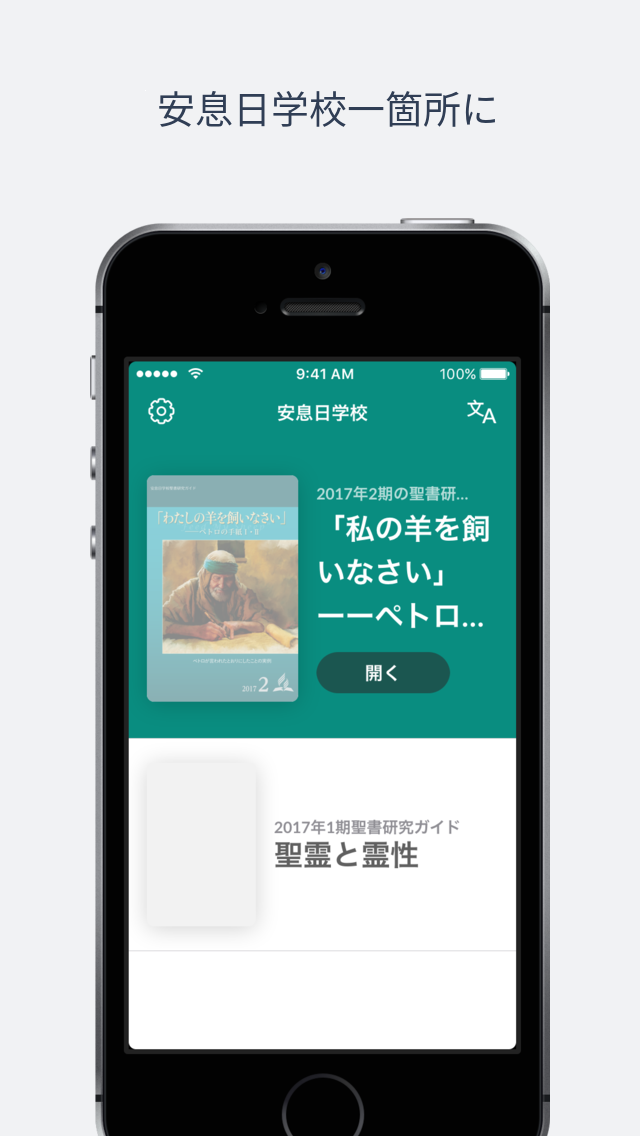 安息日学校一箇所に
9:41 AM
100%
安息日学校
文A
「わたしの羊を飼いなさい」
ーーペトロの手紙 I・II
2017 2
2017年2期の聖書研...
「私の羊を飼
いなさい」
ーーペトロ...
開く
2017年1期聖書研究ガイド
聖霊と霊性